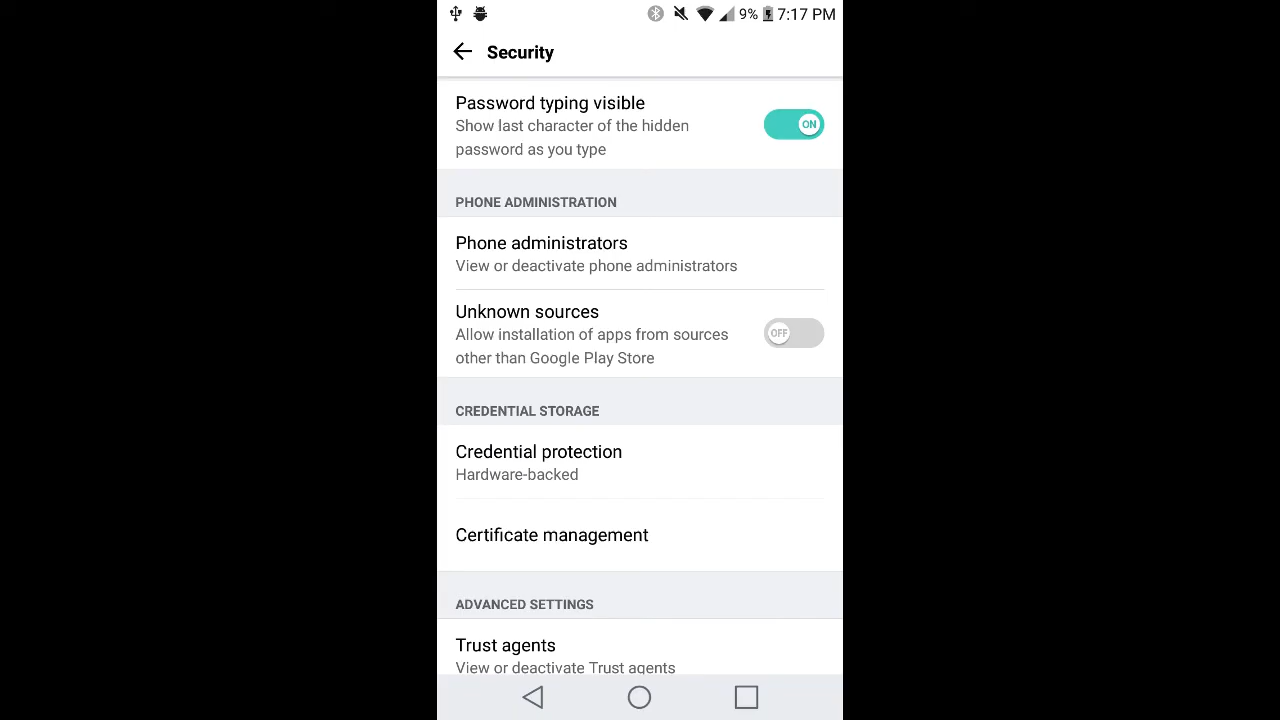 9% 7:17 PM
Security
Password typing visible
Show last character of the hidden
password as you type
ON
PHONE ADMINISTRATION
Phone administrators
View or deactivate phone administrators
Unknown sources
Allow installation of apps from sources
other than Google Play Store
OFF
CREDENTIAL STORAGE
Credential protection
Hardware-backed
Certificate management
ADVANCED SETTINGS
Trust agents
View or deactivate Trust agents